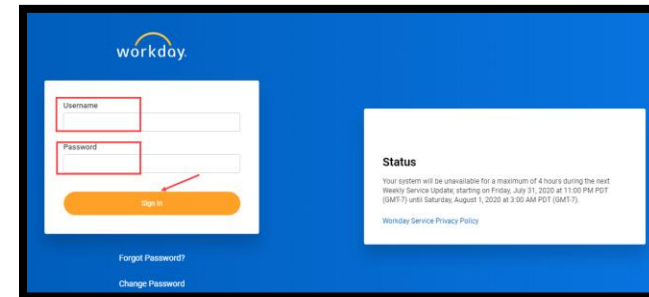 workday.
Username
Password
Sign In
Forgot Password?
Change Password
Status
Your system will be unavailable for a maximum of 4 hours during the next
Weekly Service Update; starting on Friday, July 31, 2020 at 11:00 PM PDT
(GMT-7) until Saturday, August 1, 2020 at 3:00 AM PDT (GMT-7).
Workday Service Privacy Policy